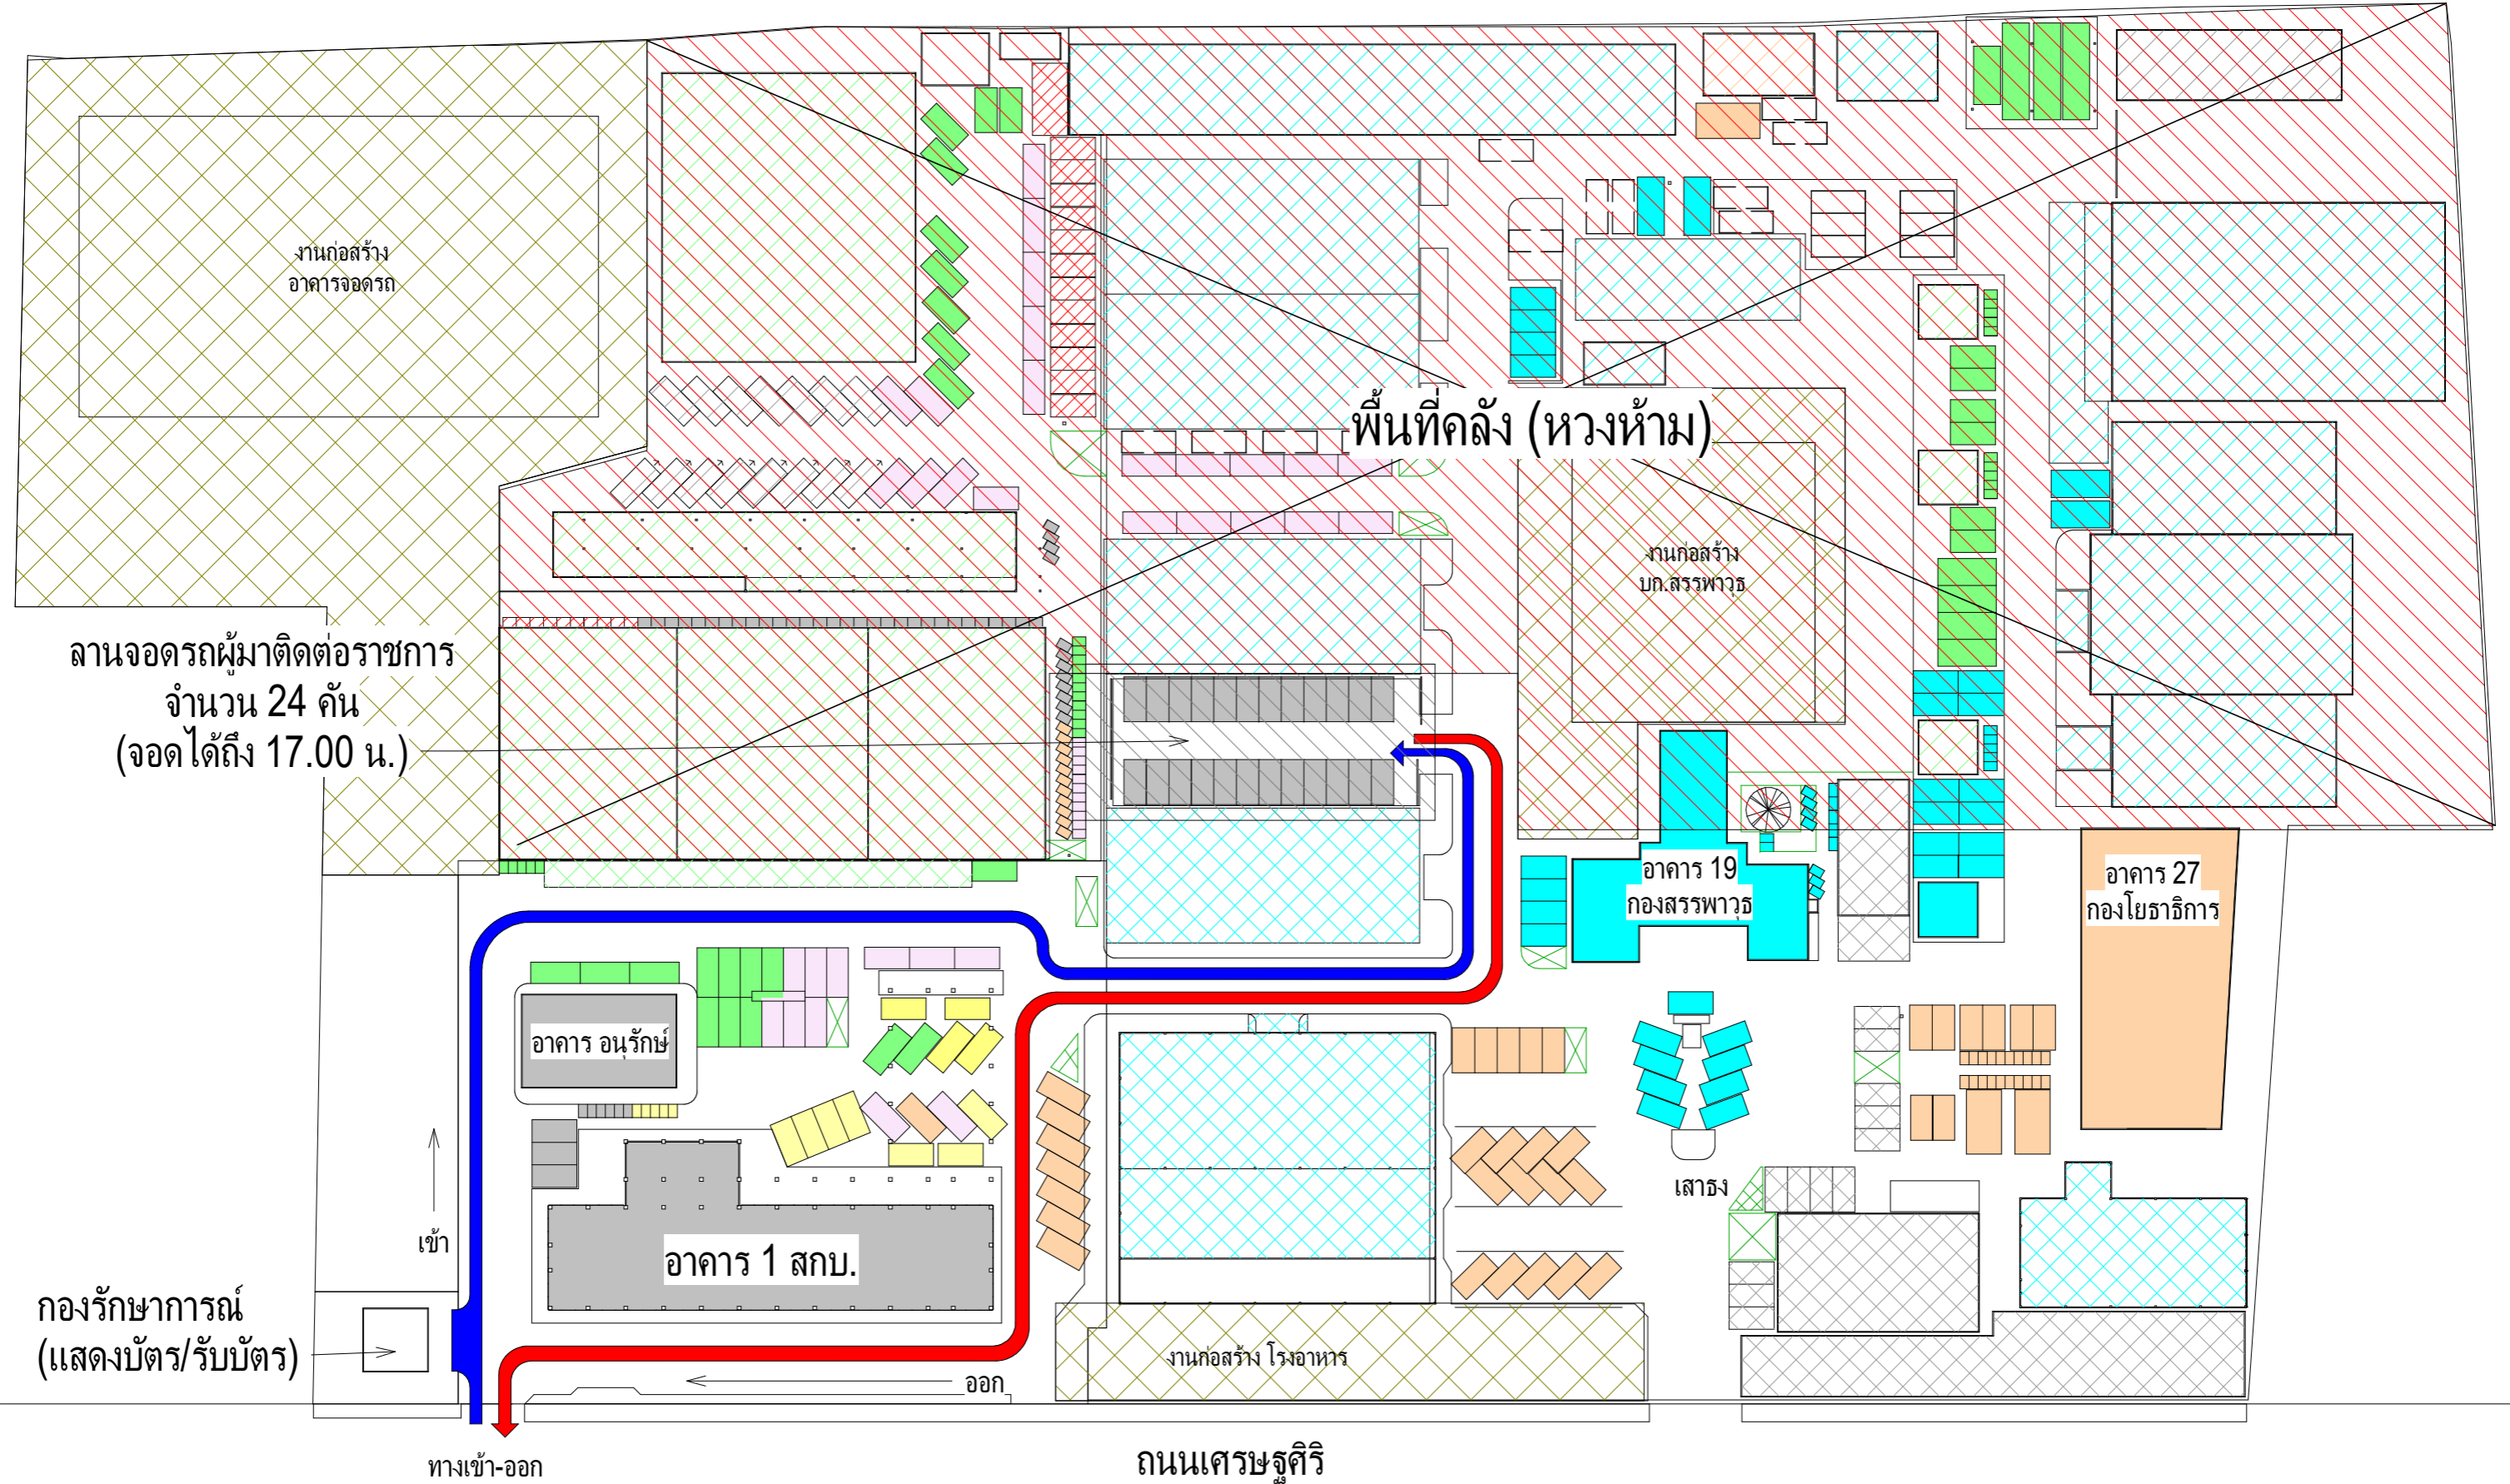 งานก่อสร้าง
อาคารจอดรถ
พื้นที่คลัง (หวงห้าม)
งานก่อสร้าง
บก.สรรพาวุธ
ลานจอดรถผู้มาติดต่อราชการ
จำนวน 24 คัน
(จอดได้ถึง 17.00 น.)
อาคาร 19
กองสรรพาวุธ
อาคาร 27
กองโยธาธิการ
อาคาร อนุรักษ์
เสาธง
เข้า
อาคาร 1 สกบ.
กองรักษาการณ์
(แสดงบัตร/รับบัตร)
งานก่อสร้าง โรงอาหาร
ออก
ทางเข้า-ออก
ถนนเศรษฐศิริ